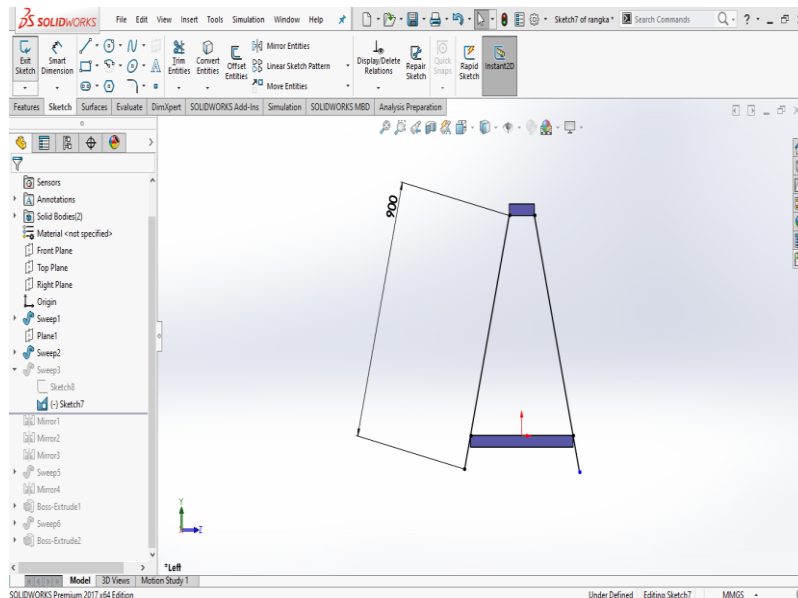 SOLIDWORKS File Edit View Insert Tools Simulation Window Help Sketch7 of rangka * Search Commands
Exit Sketch Smart Dimension Trim Entities Convert Entities Offset Entities Mirror Entities Linear Sketch Pattern Move Entities Display/Delete Relations Repair Sketch Quick Snaps Rapid Sketch Instant2D
Features Sketch Surfaces Evaluate DimXpert SOLIDWORKS Add-Ins Simulation SOLIDWORKS MBD Analysis Preparation
Sensors
Annotations
Solid Bodies(2)
Material <not specified>
Front Plane
Top Plane
Right Plane
Origin
Sweep1
Plane1
Sweep2
Sweep3
Sketch8
(-) Sketch7
Mirror1
Mirror2
Mirror3
Sweep5
Mirror4
Boss-Extrude1
Sweep6
Boss-Extrude2
900
Y
Z
*Left
Model 3D Views Motion Study 1
SOLIDWORKS Premium 2017 x64 Edition Under Defined Editing Sketch7 MMGS